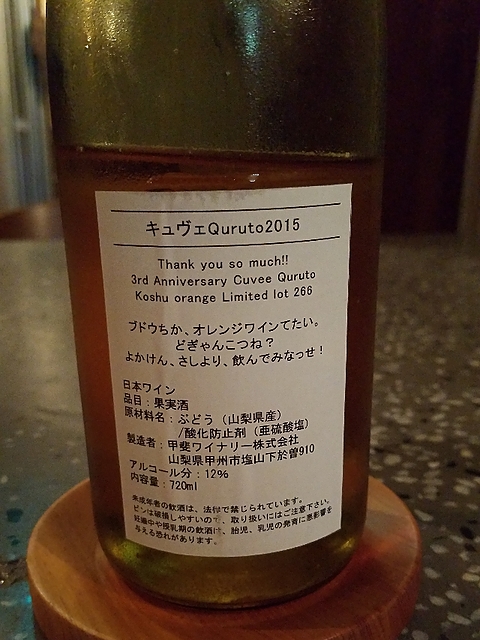 キュヴェQuruto2015
Thank you so much!!
3rd Anniversary Cuvee Quruto
Koshu orange Limited lot 266
ブドウちか、オレンジワインてたい。
どぎゃんこつね？
よかけん、さしより、飲んでみなっせ！
日本ワイン
品目：果実酒
原材料名：ぶどう（山梨県産）
/酸化防止剤（亜硫酸塩）
製造者：甲斐ワイナリー株式会社
山梨県甲州市塩山下於曽910
アルコール分：12%
内容量：720ml
未成年者の飲酒は、法律で禁じられています。
ビンは破損しやすいので、取り扱いにはご注意下さい。
妊娠中や授乳期の飲酒は、胎児、乳児の発育に悪影響を
与える恐れがあります。